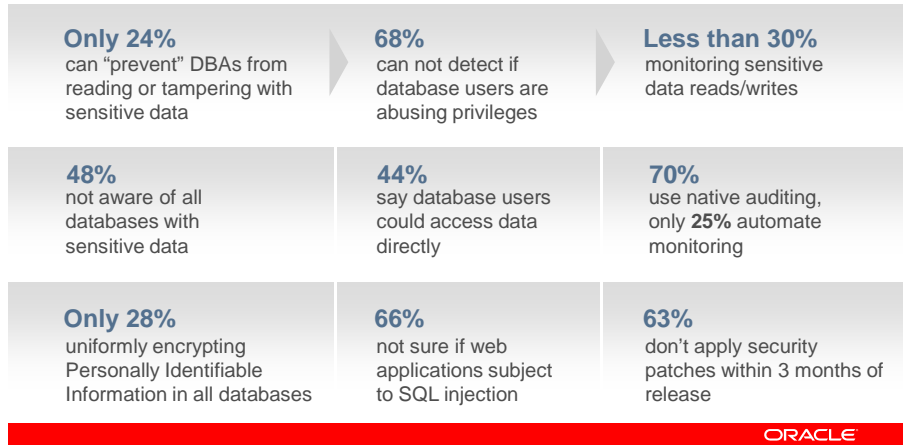 Only 24%
can “prevent” DBAs from
reading or tampering with
sensitive data
68%
can not detect if
database users are
abusing privileges
Less than 30%
monitoring sensitive
data reads/writes
48%
not aware of all
databases with
sensitive data
44%
say database users
could access data
directly
70%
use native auditing,
only 25% automate
monitoring
Only 28%
uniformly encrypting
Personally Identifiable
Information in all databases
66%
not sure if web
applications subject
to SQL injection
63%
don’t apply security
patches within 3 months of
release
ORACLE